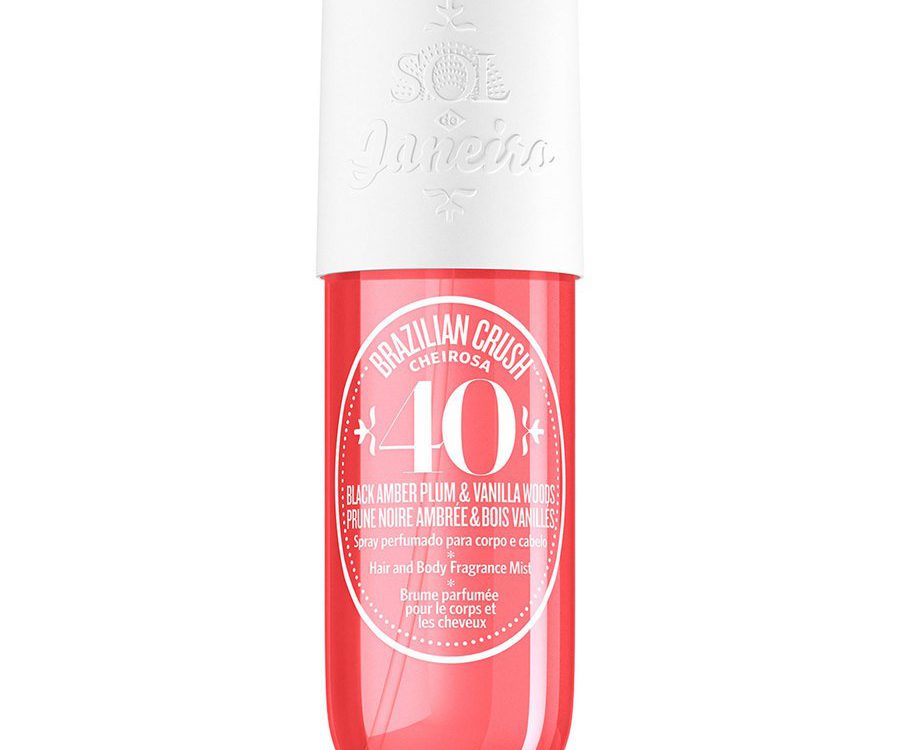 SOL
de
Janeiro
BRAZILIAN CRUSH
CHEIROSA
40
BLACK AMBER PLUM & VANILLA WOODS
PRUNE NOIRE AMBRÉE & BOIS VANILLÉS
Spray perfumado para corpo e cabelo
*
Hair and Body Fragrance Mist
*
Brume parfumée
pour le corps et
les cheveux